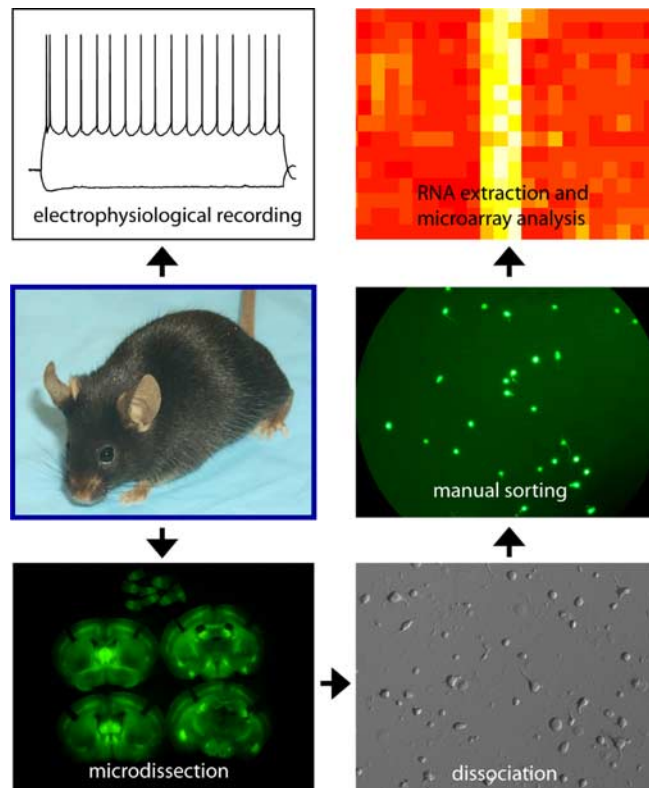 electrophysiological recording
RNA extraction and
microarray analysis
manual sorting
microdissection
dissociation